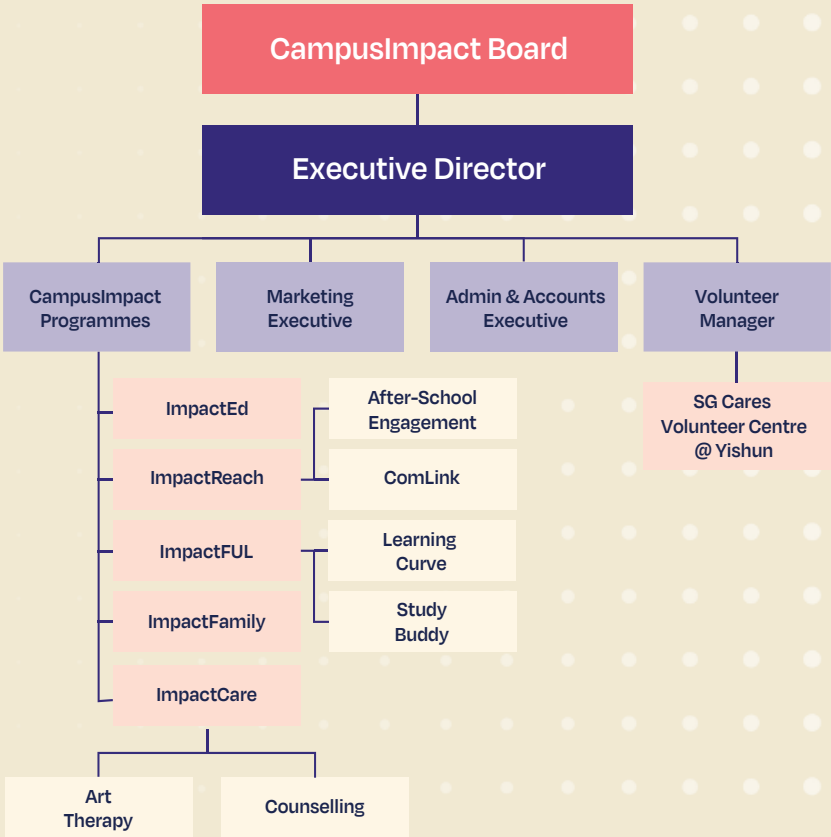 CampusImpact Board
Executive Director
CampusImpact
Programmes
Marketing
Executive
Admin & Accounts
Executive
Volunteer
Manager
ImpactEd
After-School
Engagement
SG Cares
Volunteer Centre
@ Yishun
ImpactReach
ComLink
ImpactFUL
Learning
Curve
ImpactFamily
Study
Buddy
ImpactCare
Art
Therapy
Counselling